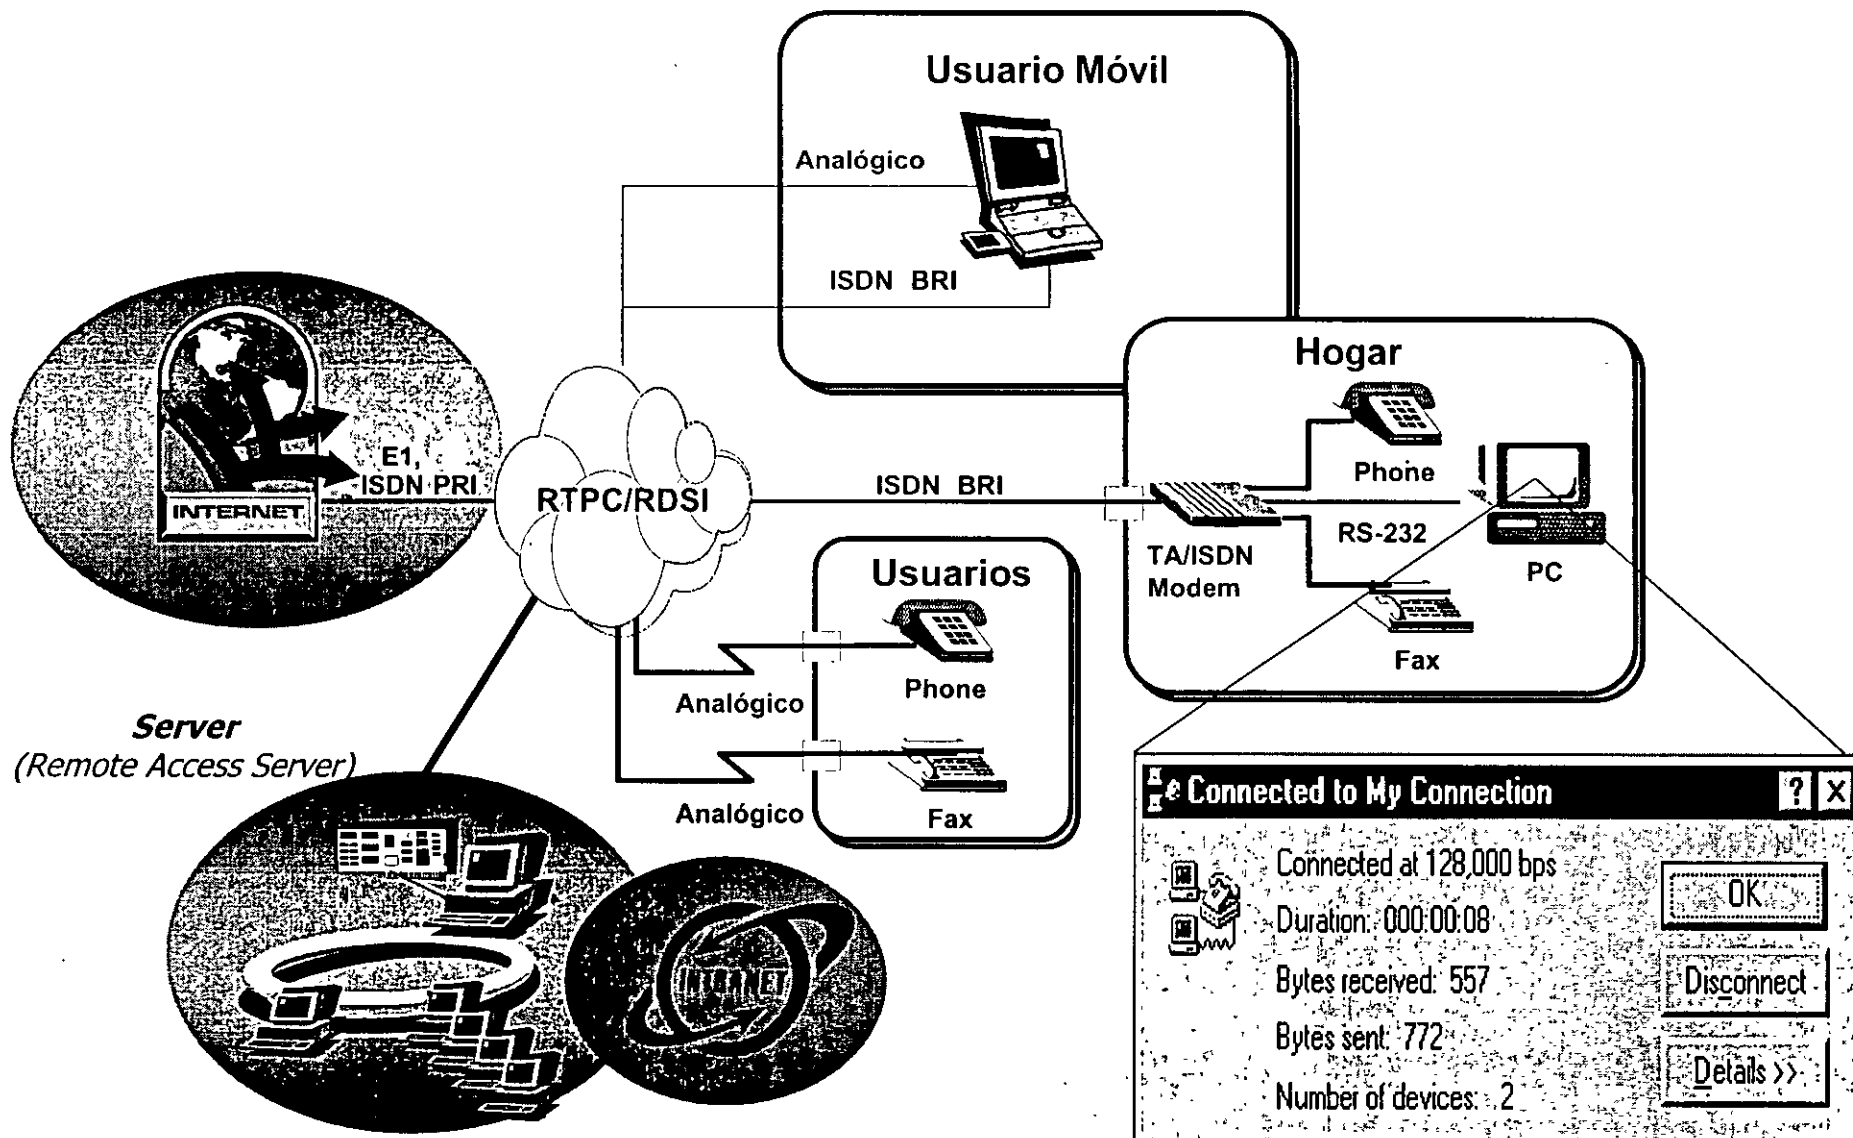 Usuario Móvil
Analógico
ISDN BRI
Hogar
Phone
E1,
ISDN PRI
INTERNET
RTPC/RDSI
ISDN BRI
RS-232
TA/ISDN
Modem
PC
Fax
Usuarios
Phone
Analógico
Fax
Analógico
Server
(Remote Access Server)
INTRANET
Connected to My Connection
? X
Connected at 128,000 bps
OK
Duration: 000:00:08
Bytes received: 557
Disconnect
Bytes sent: 772
Details >>
Number of devices: 2